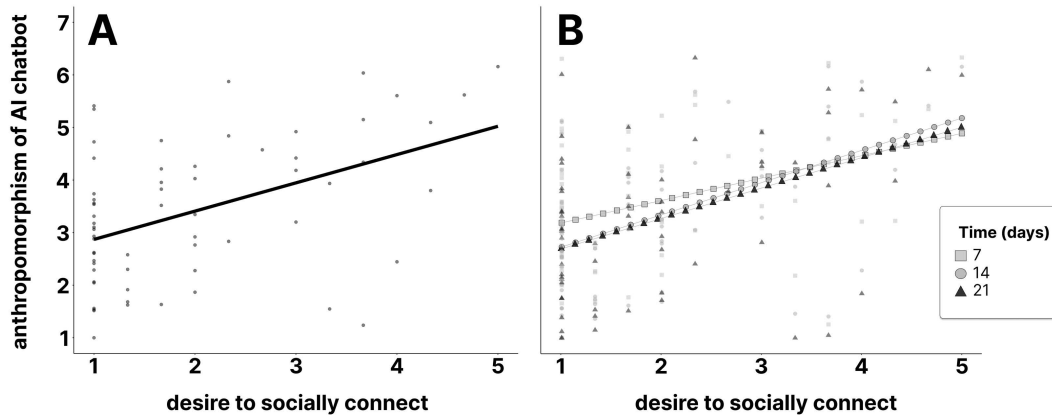 A
B
anthropomorphism of AI chatbot
7
6
5
4
3
2
1
1 2 3 4 5
desire to socially connect
1 2 3 4 5
desire to socially connect
Time (days)
7
14
21